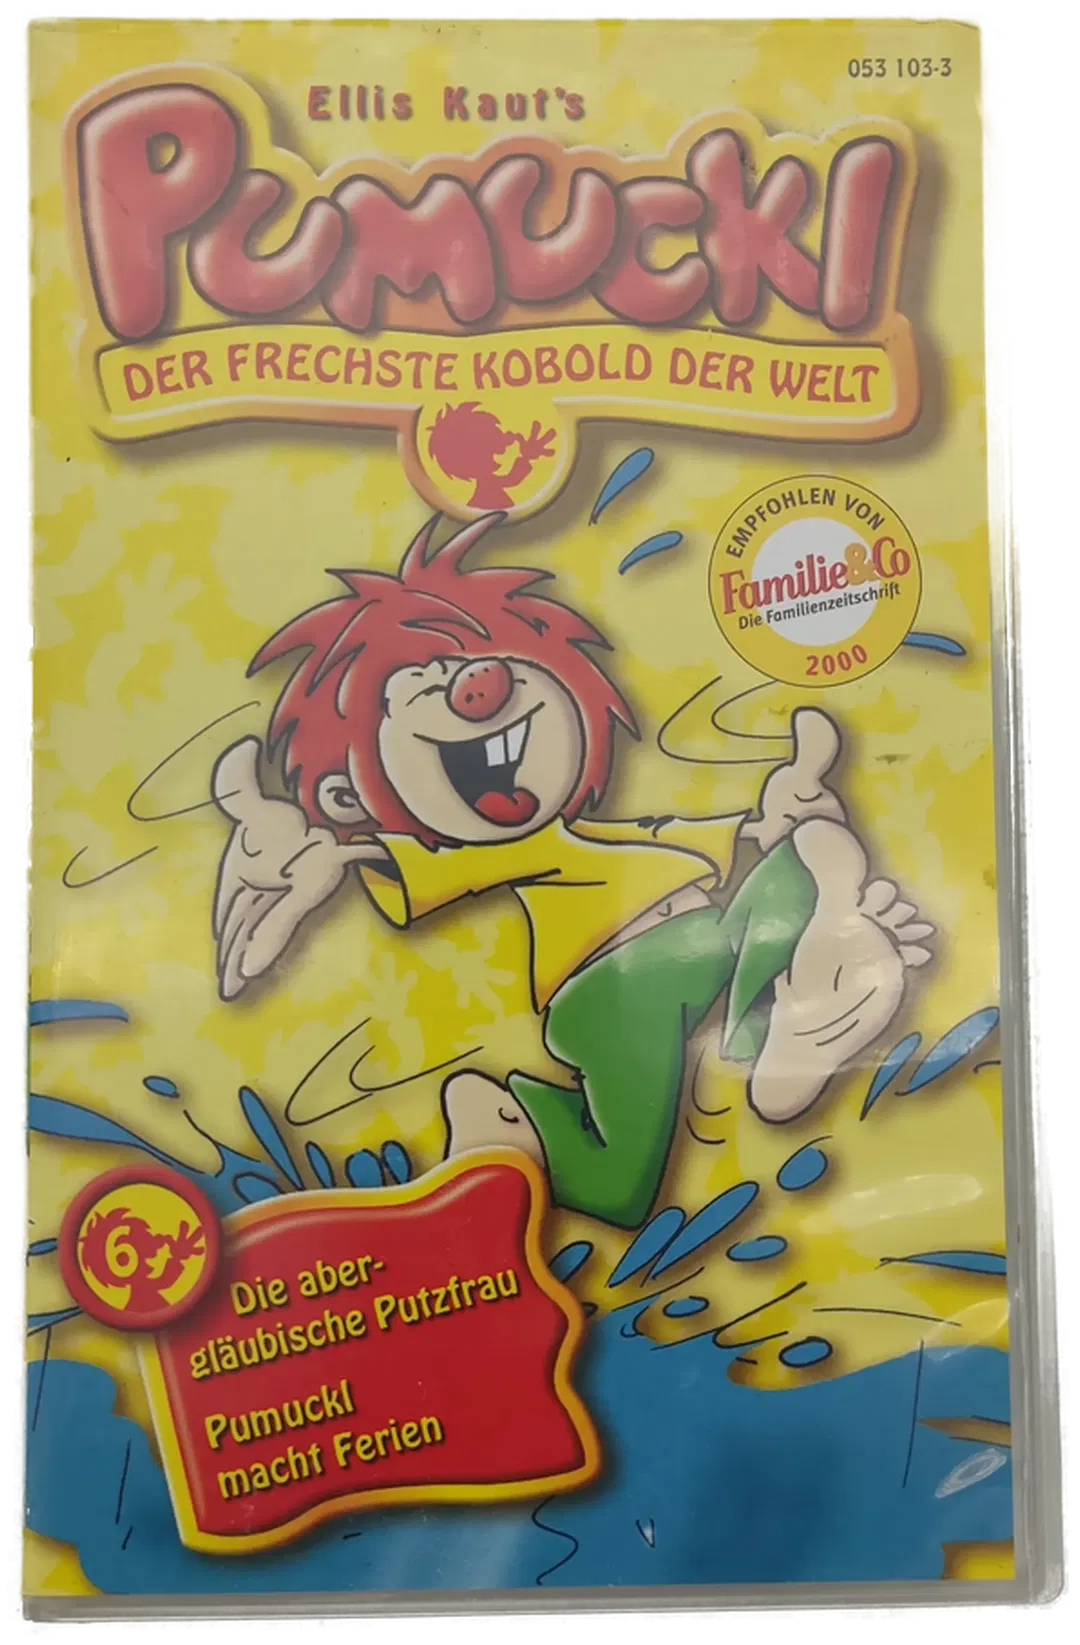 053 103-3
Ellis Kaut's
PUMUCKl
DER FRECHSTE KOBOLD DER WELT
EMPFOHLEN VON
Familie&Co
Die Familienzeitschrift
2000
6
Die aber-
gläubische Putzfrau
Pumuckl
macht Ferien